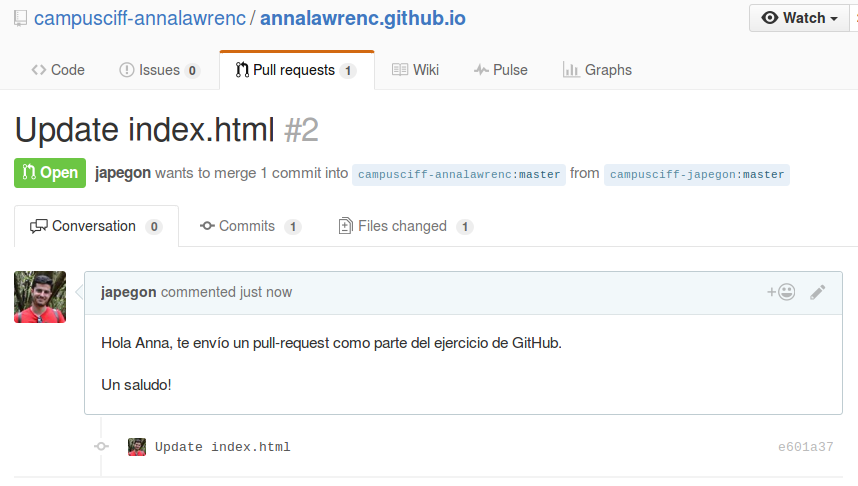 campusciff-annalawrenc / annalawrenc.github.io Watch
Code Issues 0 Pull requests 1 Wiki Pulse Graphs
Update index.html #2
Open japegon wants to merge 1 commit into campusciff-annalawrenc:master from campusciff-japegon:master
Conversation 0 Commits 1 Files changed 1
japegon commented just now +
Hola Anna, te envío un pull-request como parte del ejercicio de GitHub.
Un saludo!
Update index.html e601a37